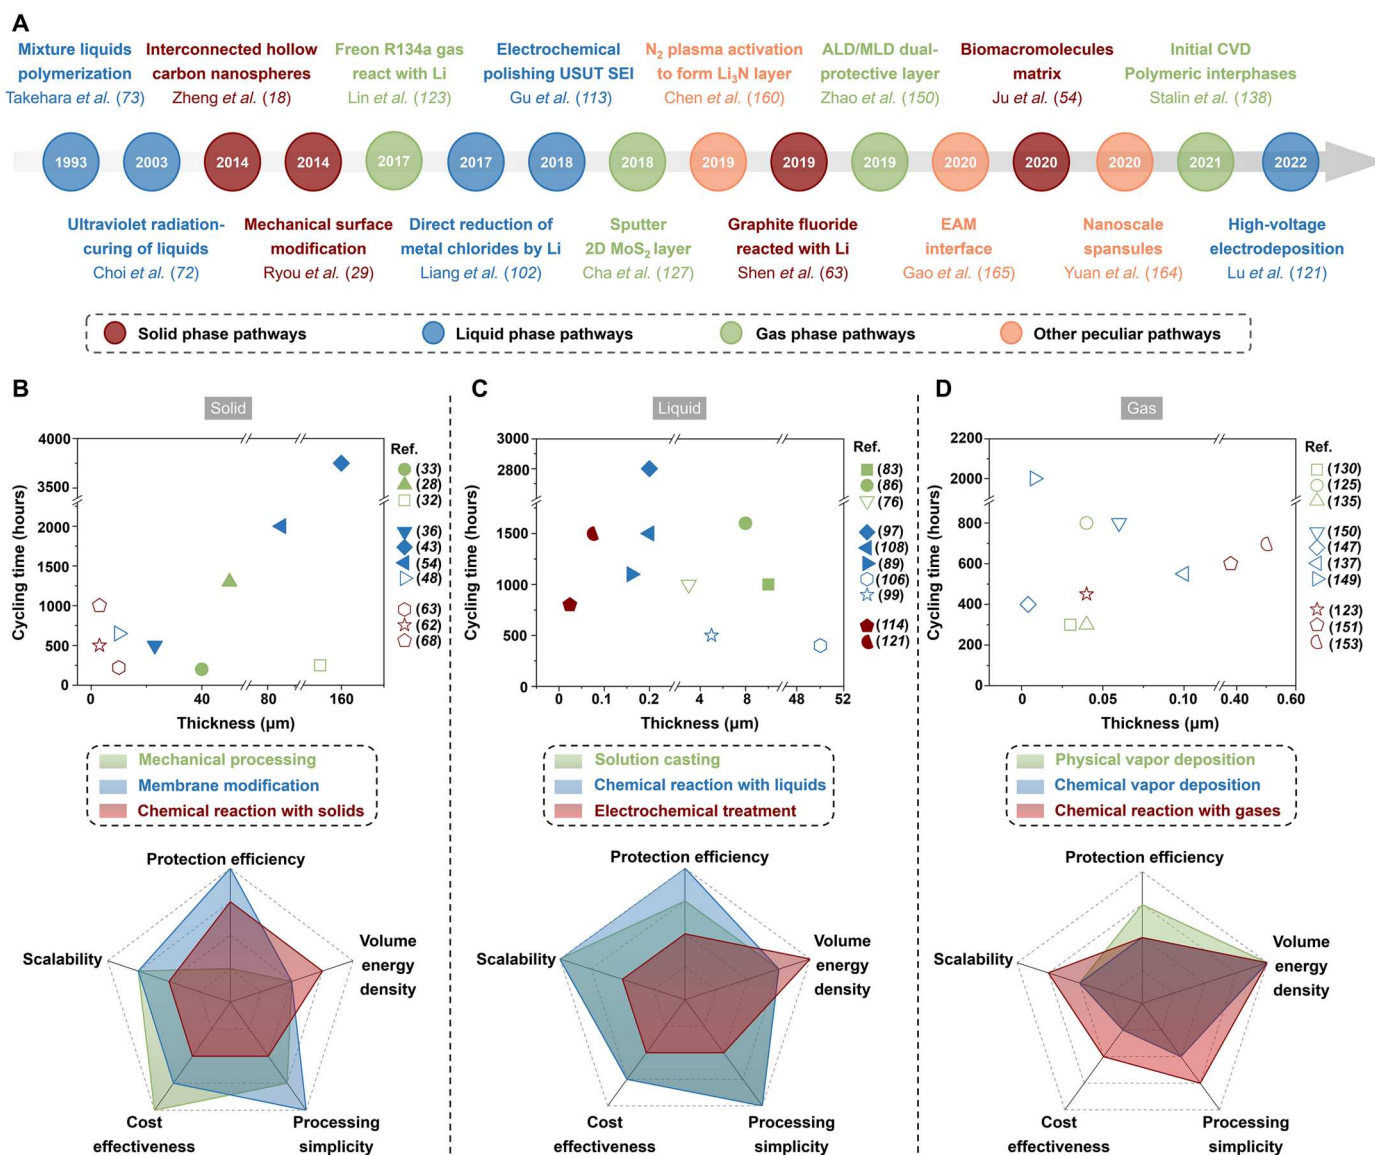 A
Mixture liquids
polymerization
Takehara et al. (73)
Interconnected hollow
carbon nanospheres
Zheng et al. (18)
Freon R134a gas
react with Li
Lin et al. (123)
Electrochemical
polishing USUT SEI
Gu et al. (113)
N2 plasma activation
to form Li3N layer
Chen et al. (160)
ALD/MLD dual-
protective layer
Zhao et al. (150)
Biomacromolecules
matrix
Ju et al. (54)
Initial CVD
Polymeric interphases
Stalin et al. (138)
1993 2003 2014 2014 2017 2017 2018 2018 2019 2019 2019 2020 2020 2020 2021 2022
Ultraviolet radiation-
curing of liquids
Choi et al. (72)
Mechanical surface
modification
Ryou et al. (29)
Direct reduction of
metal chlorides by Li
Liang et al. (102)
Sputter
2D MoS2 layer
Cha et al. (127)
Graphite fluoride
reacted with Li
Shen et al. (63)
EAM
interface
Gao et al. (165)
Nanoscale
spansules
Yuan et al. (164)
High-voltage
electrodeposition
Lu et al. (121)
Solid phase pathways
Liquid phase pathways
Gas phase pathways
Other peculiar pathways
B
Solid
Cycling time (hours)
4000
3500
2000
1500
1000
500
0
0 40 80 160
Thickness (μm)
Ref.
(33)
(28)
(32)
(36)
(43)
(54)
(48)
(63)
(62)
(68)
Mechanical processing
Membrane modification
Chemical reaction with solids
Protection efficiency
Volume
energy
density
Processing
simplicity
Cost
effectiveness
Scalability
C
Liquid
Cycling time (hours)
3000
2800
1500
1000
500
0
0 0.1 0.2 4 8 48 52
Thickness (μm)
Ref.
(83)
(86)
(76)
(97)
(108)
(89)
(106)
(99)
(114)
(121)
Solution casting
Chemical reaction with liquids
Electrochemical treatment
Protection efficiency
Volume
energy
density
Processing
simplicity
Cost
effectiveness
Scalability
D
Gas
Cycling time (hours)
2200
2000
800
600
400
200
0
0 0.05 0.10 0.40 0.60
Thickness (μm)
Ref.
(130)
(125)
(135)
(150)
(147)
(137)
(149)
(123)
(151)
(153)
Physical vapor deposition
Chemical vapor deposition
Chemical reaction with gases
Protection efficiency
Volume
energy
density
Processing
simplicity
Cost
effectiveness
Scalability